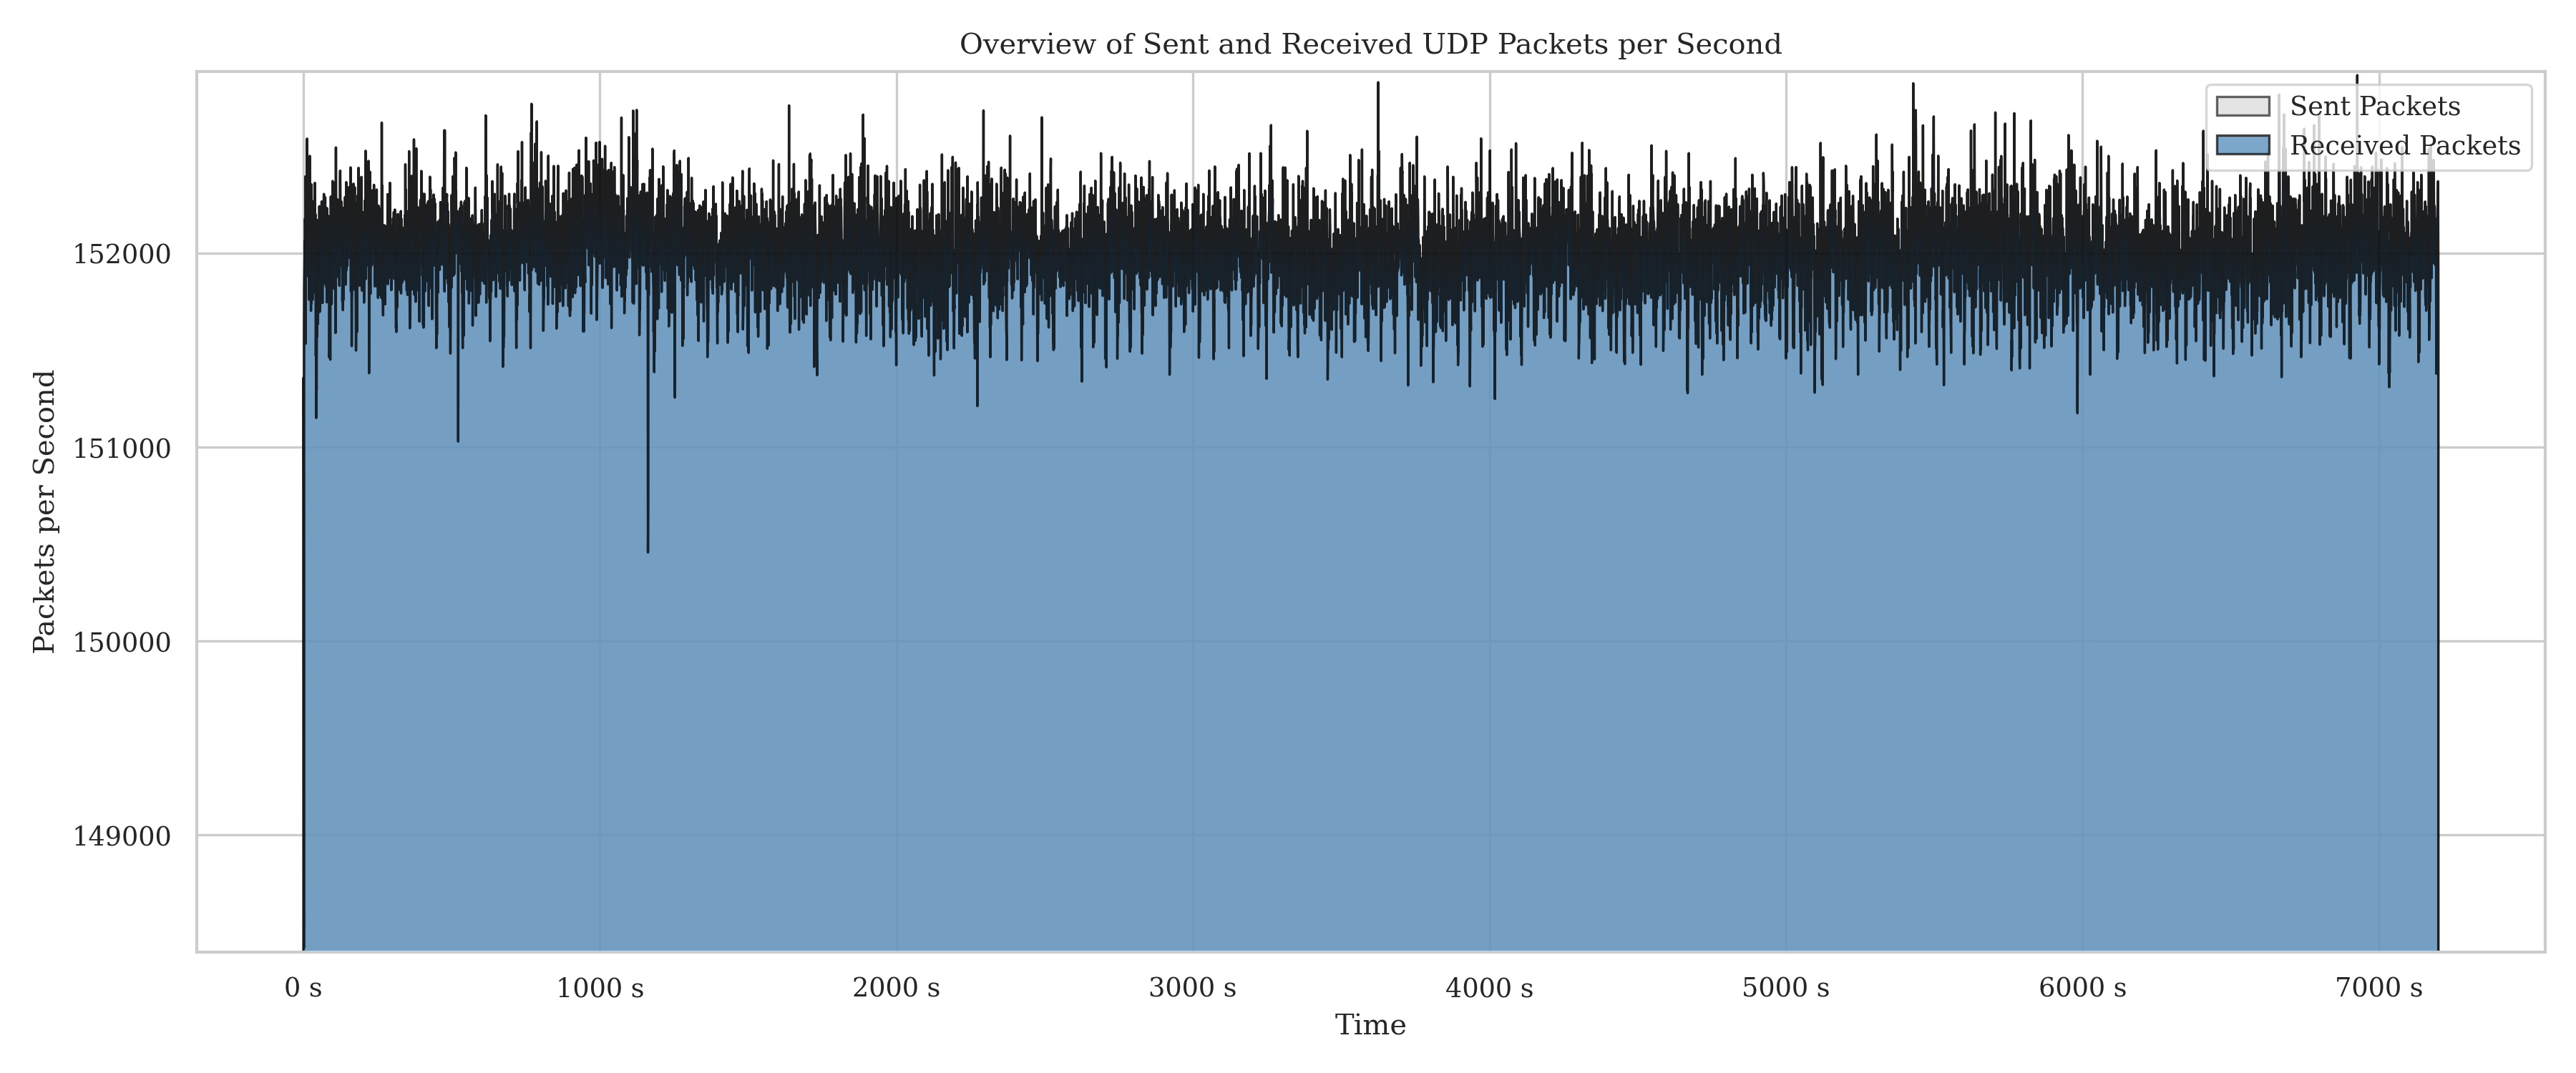 Overview of Sent and Received UDP Packets per Second
Sent Packets
Received Packets
Packets per Second
152000
151000
150000
149000
0 s
1000 s
2000 s
3000 s
4000 s
5000 s
6000 s
7000 s
Time